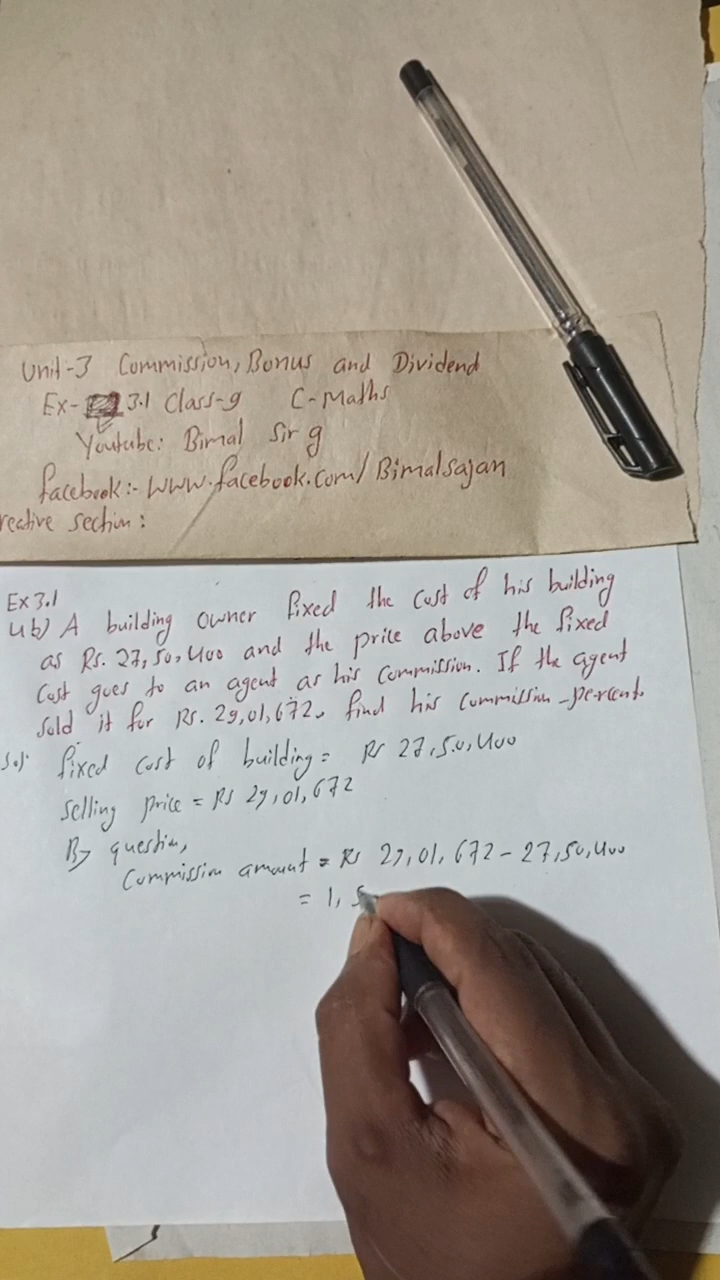 Unit-3 Commission, Bonus and Dividend
Ex- 3.1 Class-9 C-Maths
Youtube: Bimal Sir g
facebook:- www.facebook.com/Bimalsajan
reative section:
Ex 3.1
4b) A building owner fixed the cost of his building
as Rs. 27,50,400 and the price above the fixed
cost goes to an agent as his commission. If the agent
sold it for Rs. 29,01,672, find his commission-percent.
Sol: fixed cost of building = Rs 27,50,400
Selling price = Rs 29,01,672
By question,
Commission amount = Rs 29,01,672 - 27,50,400
= 1, 5